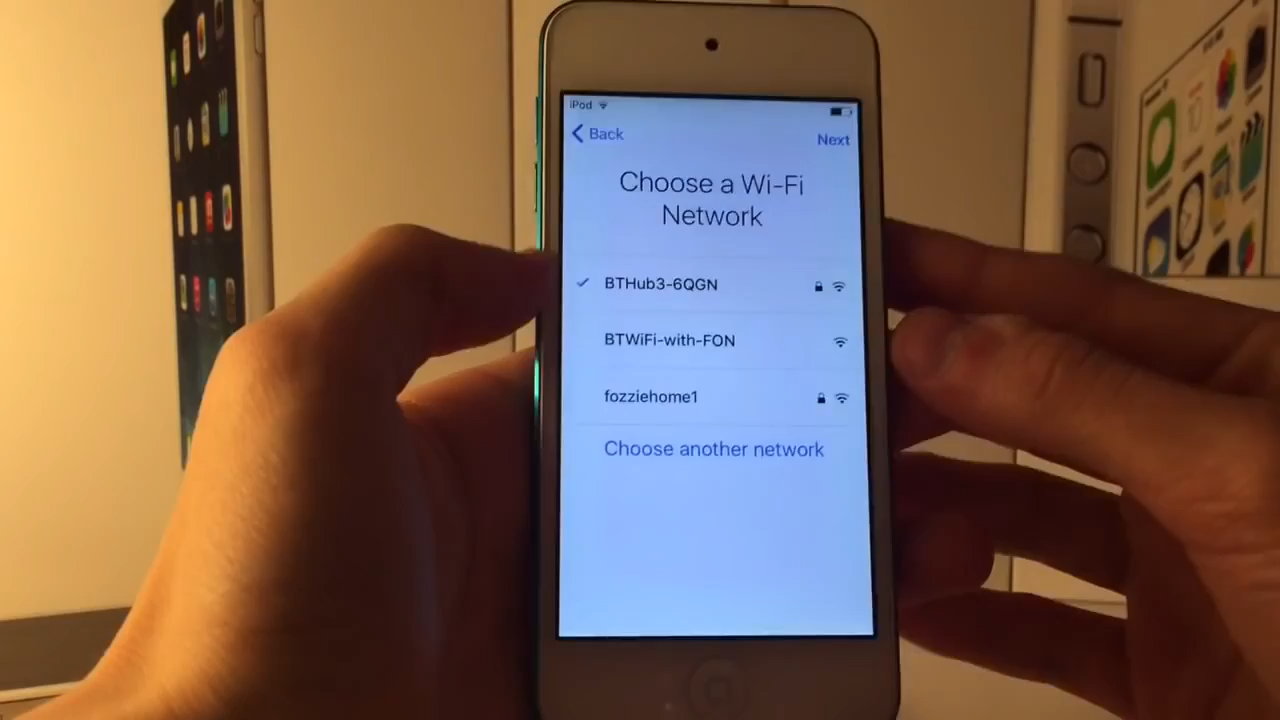 iPod
Back
Next
Choose a Wi-Fi
Network
BTHub3-6QGN
BTWiFi-with-FON
fozziehome1
Choose another network